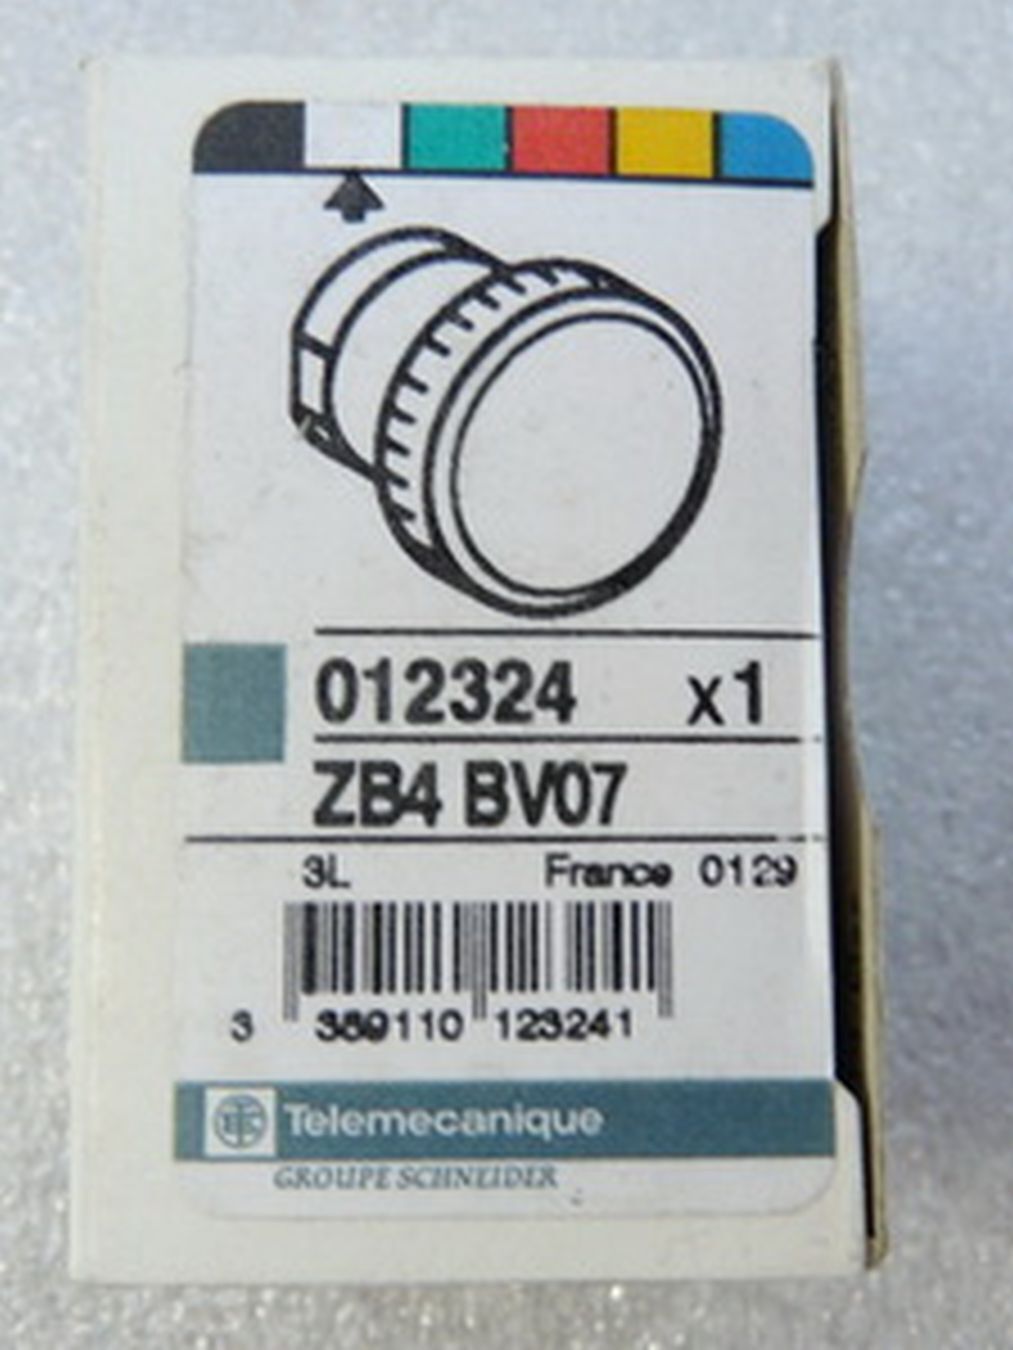 012324 x1
ZB4 BV07
3L France 0129
3 389110 123241
Telemecanique
GROUPE SCHNEIDER